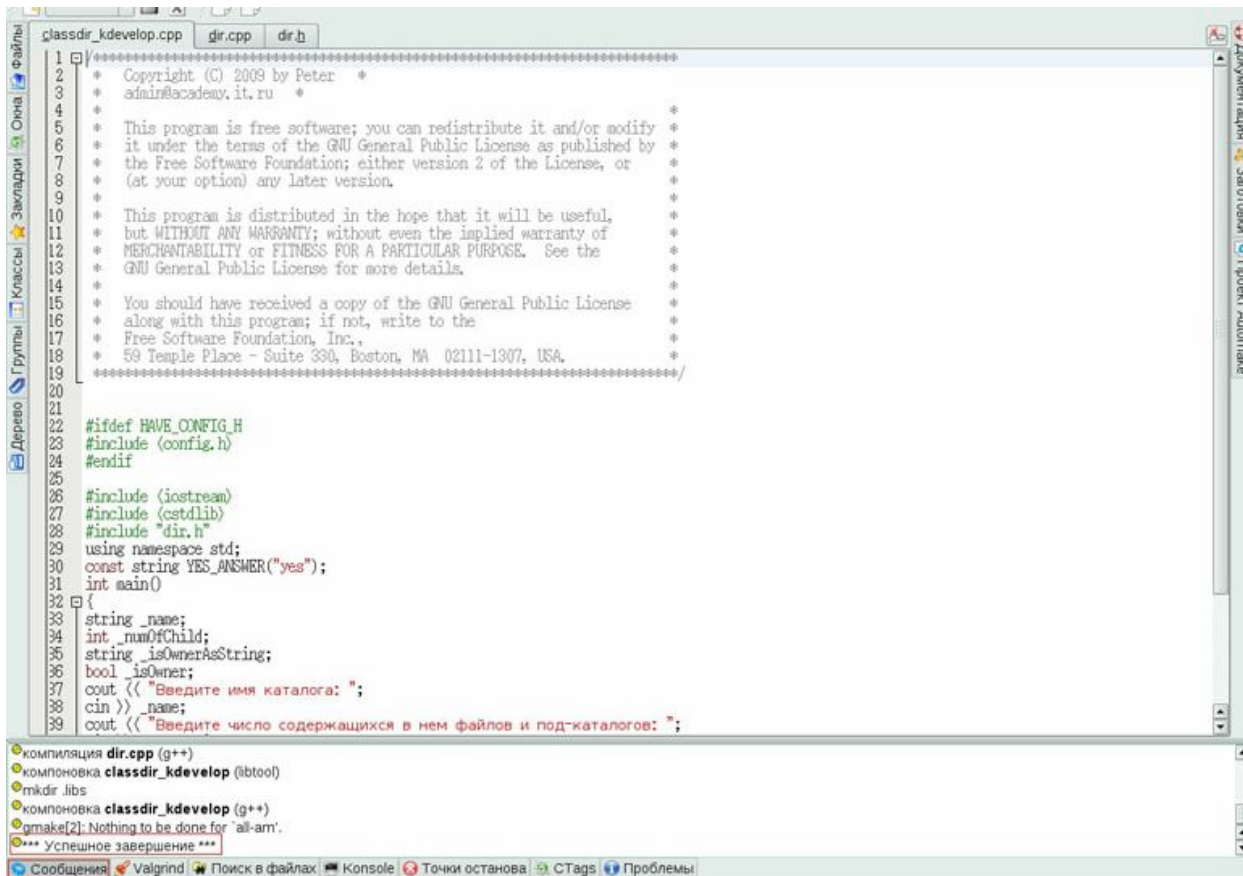 classdir_kdevelop.cpp dir.cpp dir.h
Файлы
Окна
Закладки
Классы
Группы
Дерево
Документация
Заготовки
Проект Automake
1 /*************************************************************************
2 * Copyright (C) 2009 by Peter *
3 * admin@academy.it.ru *
4 * *
5 * This program is free software; you can redistribute it and/or modify *
6 * it under the terms of the GNU General Public License as published by *
7 * the Free Software Foundation; either version 2 of the License, or *
8 * (at your option) any later version. *
9 * *
10 * This program is distributed in the hope that it will be useful, *
11 * but WITHOUT ANY WARRANTY; without even the implied warranty of *
12 * MERCHANTABILITY or FITNESS FOR A PARTICULAR PURPOSE. See the *
13 * GNU General Public License for more details. *
14 * *
15 * You should have received a copy of the GNU General Public License *
16 * along with this program; if not, write to the *
17 * Free Software Foundation, Inc., *
18 * 59 Temple Place - Suite 330, Boston, MA 02111-1307, USA. *
19 *************************************************************************/
20
21
22 #ifdef HAVE_CONFIG_H
23 #include <config.h>
24 #endif
25
26 #include <iostream>
27 #include <cstdlib>
28 #include "dir.h"
29 using namespace std;
30 const string YES_ANSWER("yes");
31 int main()
32 {
33 string _name;
34 int _numOfChild;
35 string _isOwnerAsString;
36 bool _isOwner;
37 cout << "Введите имя каталога: ";
38 cin >> _name;
39 cout << "Введите число содержащихся в нем файлов и под-каталогов: ";
компиляция dir.cpp (g++)
компоновка classdir_kdevelop (libtool)
mkdir .libs
компоновка classdir_kdevelop (g++)
gmake[2]: Nothing to be done for `all-am'.
*** Успешное завершение ***
Сообщения Valgrind Поиск в файлах Konsole Точки останова CTags Проблемы